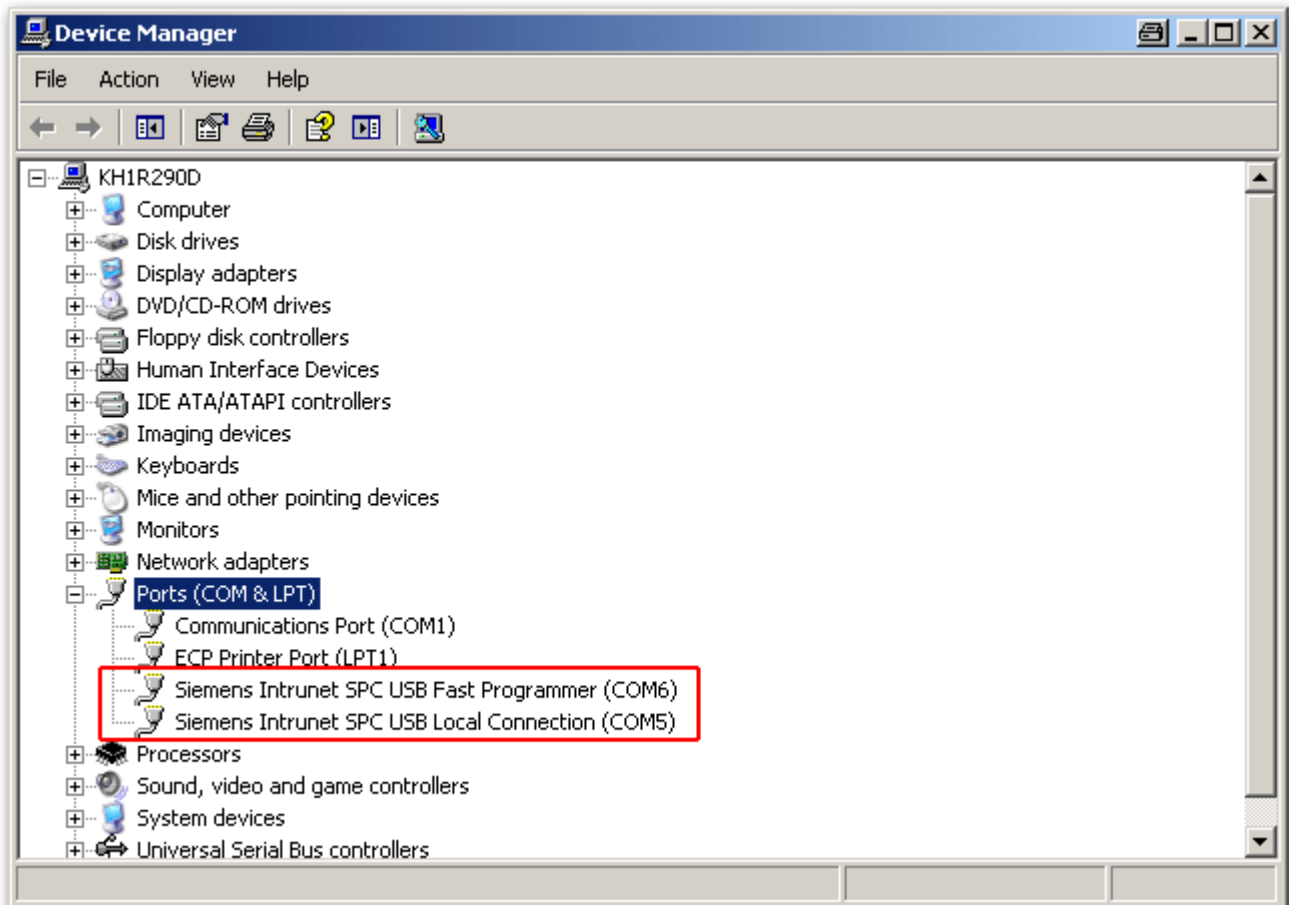 Device Manager
File Action View Help
KH1R290D
Computer
Disk drives
Display adapters
DVD/CD-ROM drives
Floppy disk controllers
Human Interface Devices
IDE ATA/ATAPI controllers
Imaging devices
Keyboards
Mice and other pointing devices
Monitors
Network adapters
Ports (COM & LPT)
Communications Port (COM1)
ECP Printer Port (LPT1)
Siemens Intrunet SPC USB Fast Programmer (COM6)
Siemens Intrunet SPC USB Local Connection (COM5)
Processors
Sound, video and game controllers
System devices
Universal Serial Bus controllers